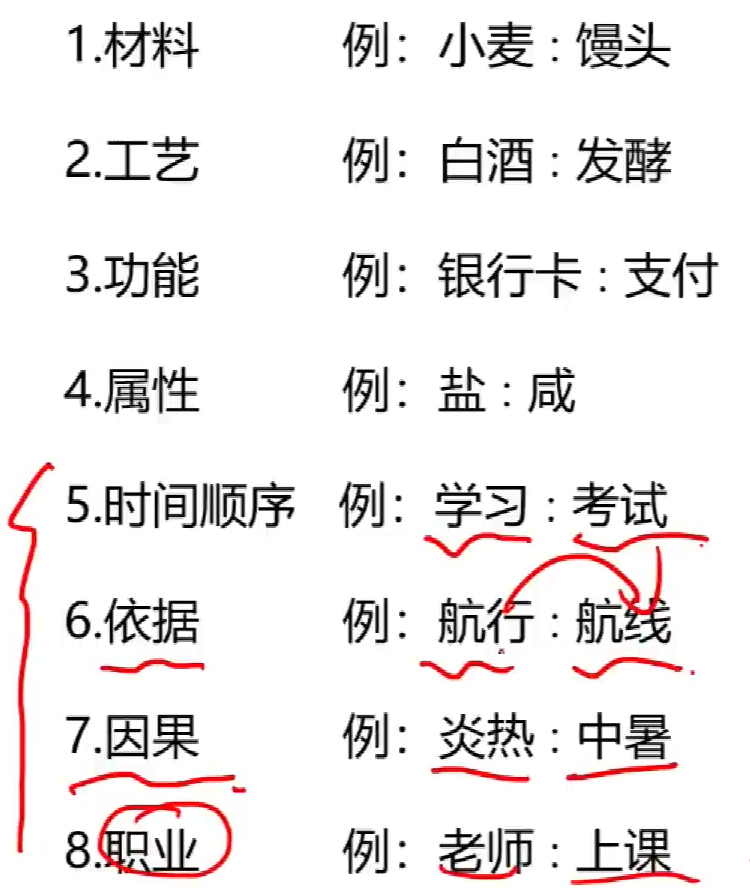 1.材料 例：小麦：馒头
2.工艺 例：白酒：发酵
3.功能 例：银行卡：支付
4.属性 例：盐：咸
5.时间顺序 例：学习：考试
6.依据 例：航行：航线
7.因果 例：炎热：中暑
8.职业 例：老师：上课